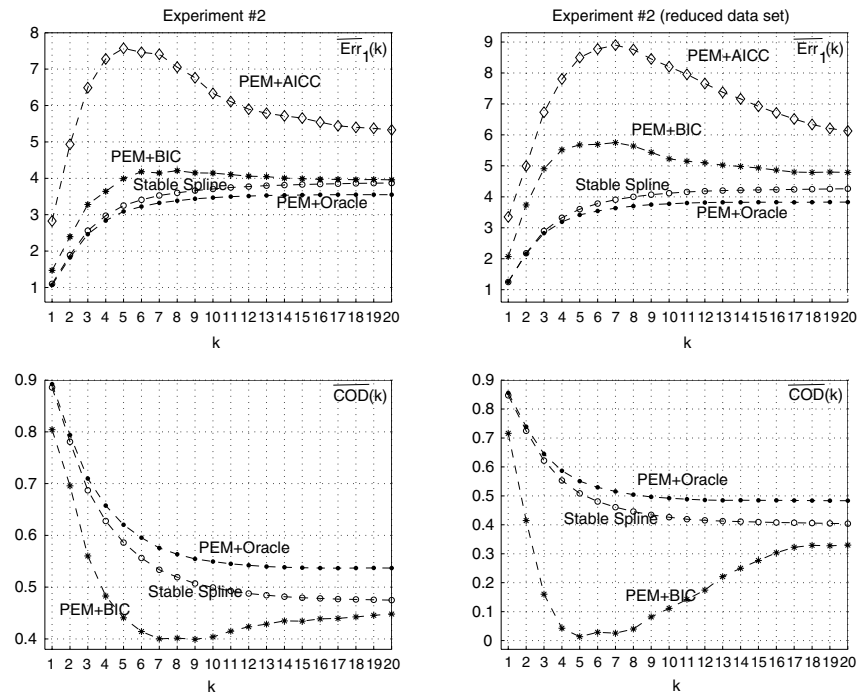 Experiment #2
Err1(k)
PEM+AICC
PEM+BIC
Stable Spline
PEM+Oracle
8
7
6
5
4
3
2
1
1 2 3 4 5 6 7 8 9 10 11 12 13 14 15 16 17 18 19 20
k
Experiment #2 (reduced data set)
Err1(k)
PEM+AICC
PEM+BIC
Stable Spline
PEM+Oracle
9
8
7
6
5
4
3
2
1
1 2 3 4 5 6 7 8 9 10 11 12 13 14 15 16 17 18 19 20
k
COD(k)
PEM+Oracle
Stable Spline
PEM+BIC
0.9
0.8
0.7
0.6
0.5
0.4
1 2 3 4 5 6 7 8 9 10 11 12 13 14 15 16 17 18 19 20
k
COD(k)
PEM+Oracle
Stable Spline
PEM+BIC
0.9
0.8
0.7
0.6
0.5
0.4
0.3
0.2
0.1
0
1 2 3 4 5 6 7 8 9 10 11 12 13 14 15 16 17 18 19 20
k